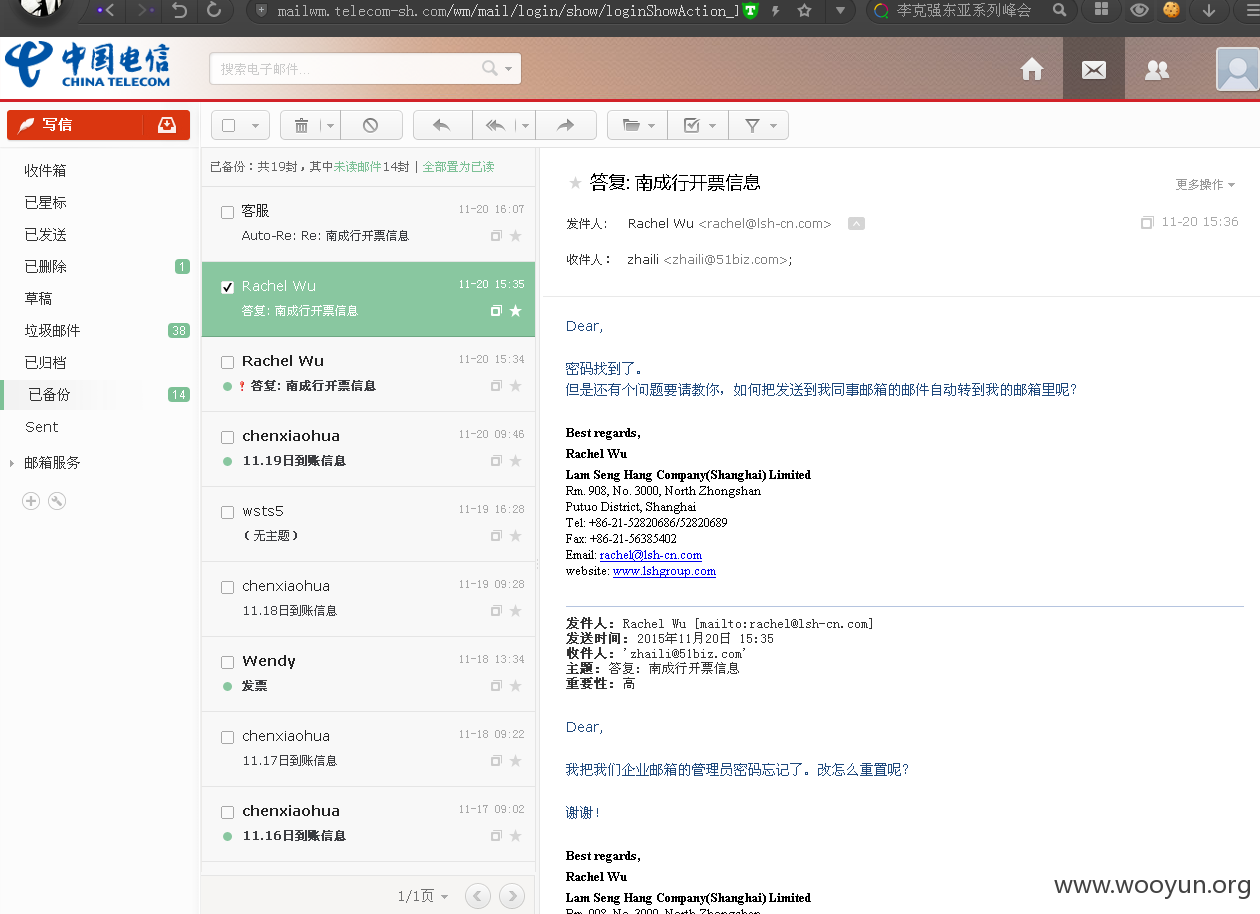 mailwm.telecom-sh.com/wm/mail/login/show/loginShowAction_1
李克强东亚系列峰会
中国电信
CHINA TELECOM
搜索电子邮件...
写信
收件箱
已星标
已发送
已删除 1
草稿
垃圾邮件 38
已归档
已备份 14
Sent
邮箱服务
已备份：共19封，其中未读邮件14封 | 全部置为已读
客服 11-20 16:07
Auto-Re: Re: 南成行开票信息
Rachel Wu 11-20 15:35
答复: 南成行开票信息
Rachel Wu 11-20 15:34
答复: 南成行开票信息
chenxiaohua 11-20 09:46
11.19日到账信息
wsts5 11-19 16:28
（无主题）
chenxiaohua 11-19 09:28
11.18日到账信息
Wendy 11-18 13:34
发票
chenxiaohua 11-18 09:22
11.17日到账信息
chenxiaohua 11-17 09:02
11.16日到账信息
1/1页
答复: 南成行开票信息
更多操作
发件人: Rachel Wu <rachel@lsh-cn.com> 11-20 15:36
收件人： zhaili <zhaili@51biz.com>;
Dear,
密码找到了。
但是还有个问题要请教你，如何把发送到我同事邮箱的邮件自动转到我的邮箱里呢?
Best regards,
Rachel Wu
Lam Seng Hang Company(Shanghai) Limited
Rm. 908, No. 3000, North Zhongshan
Putuo District, Shanghai
Tel: +86-21-52820686/52820689
Fax: +86-21-56385402
Email: rachel@lsh-cn.com
website: www.lshgroup.com
发件人: Rachel Wu [mailto:rachel@lsh-cn.com]
发送时间: 2015年11月20日 15:35
收件人: 'zhaili@51biz.com'
主题: 答复: 南成行开票信息
重要性: 高
Dear,
我把我们企业邮箱的管理员密码忘记了。改怎么重置呢?
谢谢!
Best regards,
Rachel Wu
Lam Seng Hang Company(Shanghai) Limited
Rm. 908, No. 3000, North Zhongshan
www.wooyun.org